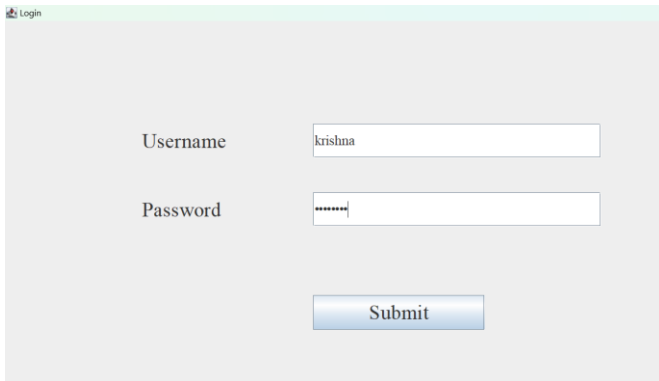 Login
Username
krishna
Password
••••••••
Submit